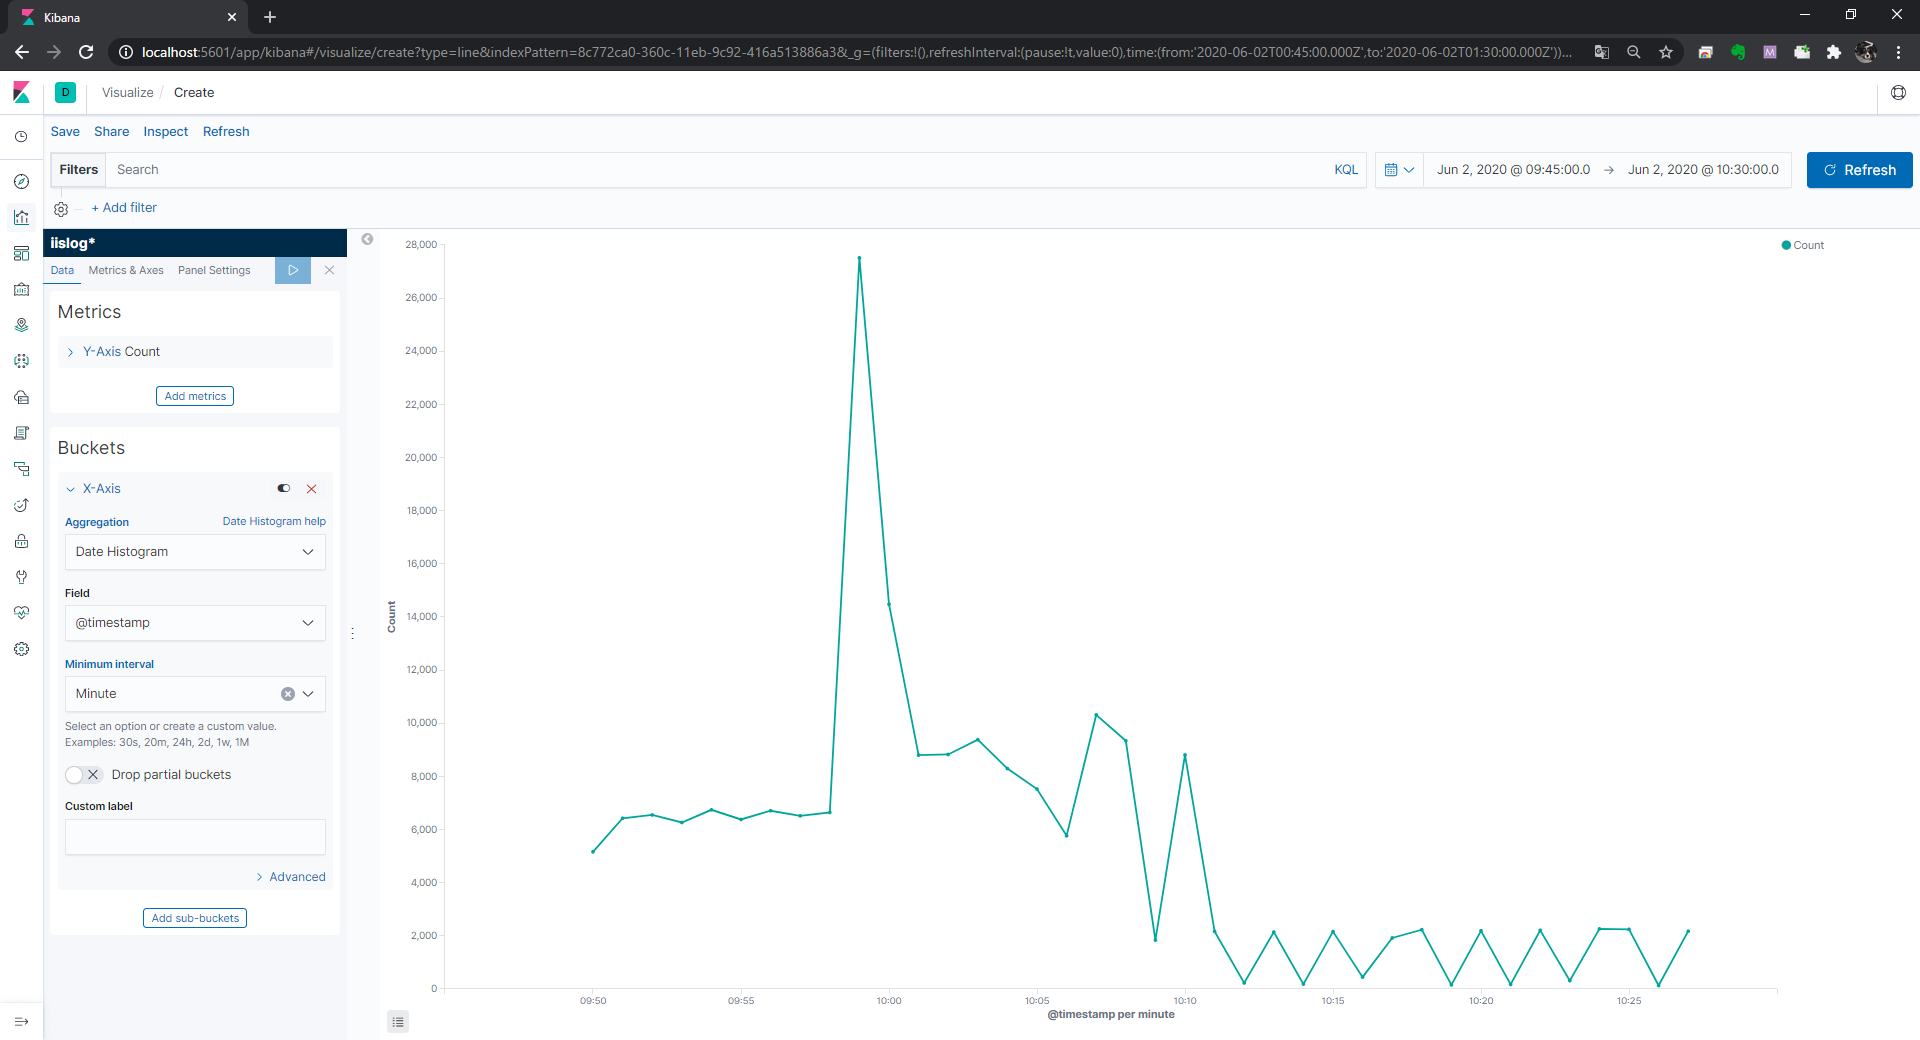 Kibana
localhost:5601/app/kibana#/visualize/create?type=line&indexPattern=8c772ca0-360c-11eb-9c92-416a513886a3&_g=(filters:!(),refreshInterval:(pause:!t,value:0),time:(from:'2020-06-02T00:45:00.000Z',to:'2020-06-02T01:30:00.000Z'))...
D Visualize / Create
Save Share Inspect Refresh
Filters Search KQL Jun 2, 2020 @ 09:45:00.0 → Jun 2, 2020 @ 10:30:00.0 Refresh
+ Add filter
iislog*
Data Metrics & Axes Panel Settings
Metrics
Y-Axis Count
Add metrics
Buckets
X-Axis
Aggregation Date Histogram help
Date Histogram
Field
@timestamp
Minimum interval
Minute
Select an option or create a custom value.
Examples: 30s, 20m, 24h, 2d, 1w, 1M
Drop partial buckets
Custom label
Advanced
Add sub-buckets
Count
28,000
26,000
24,000
22,000
20,000
18,000
16,000
14,000
12,000
10,000
8,000
6,000
4,000
2,000
0
Count
09:50 09:55 10:00 10:05 10:10 10:15 10:20 10:25
@timestamp per minute